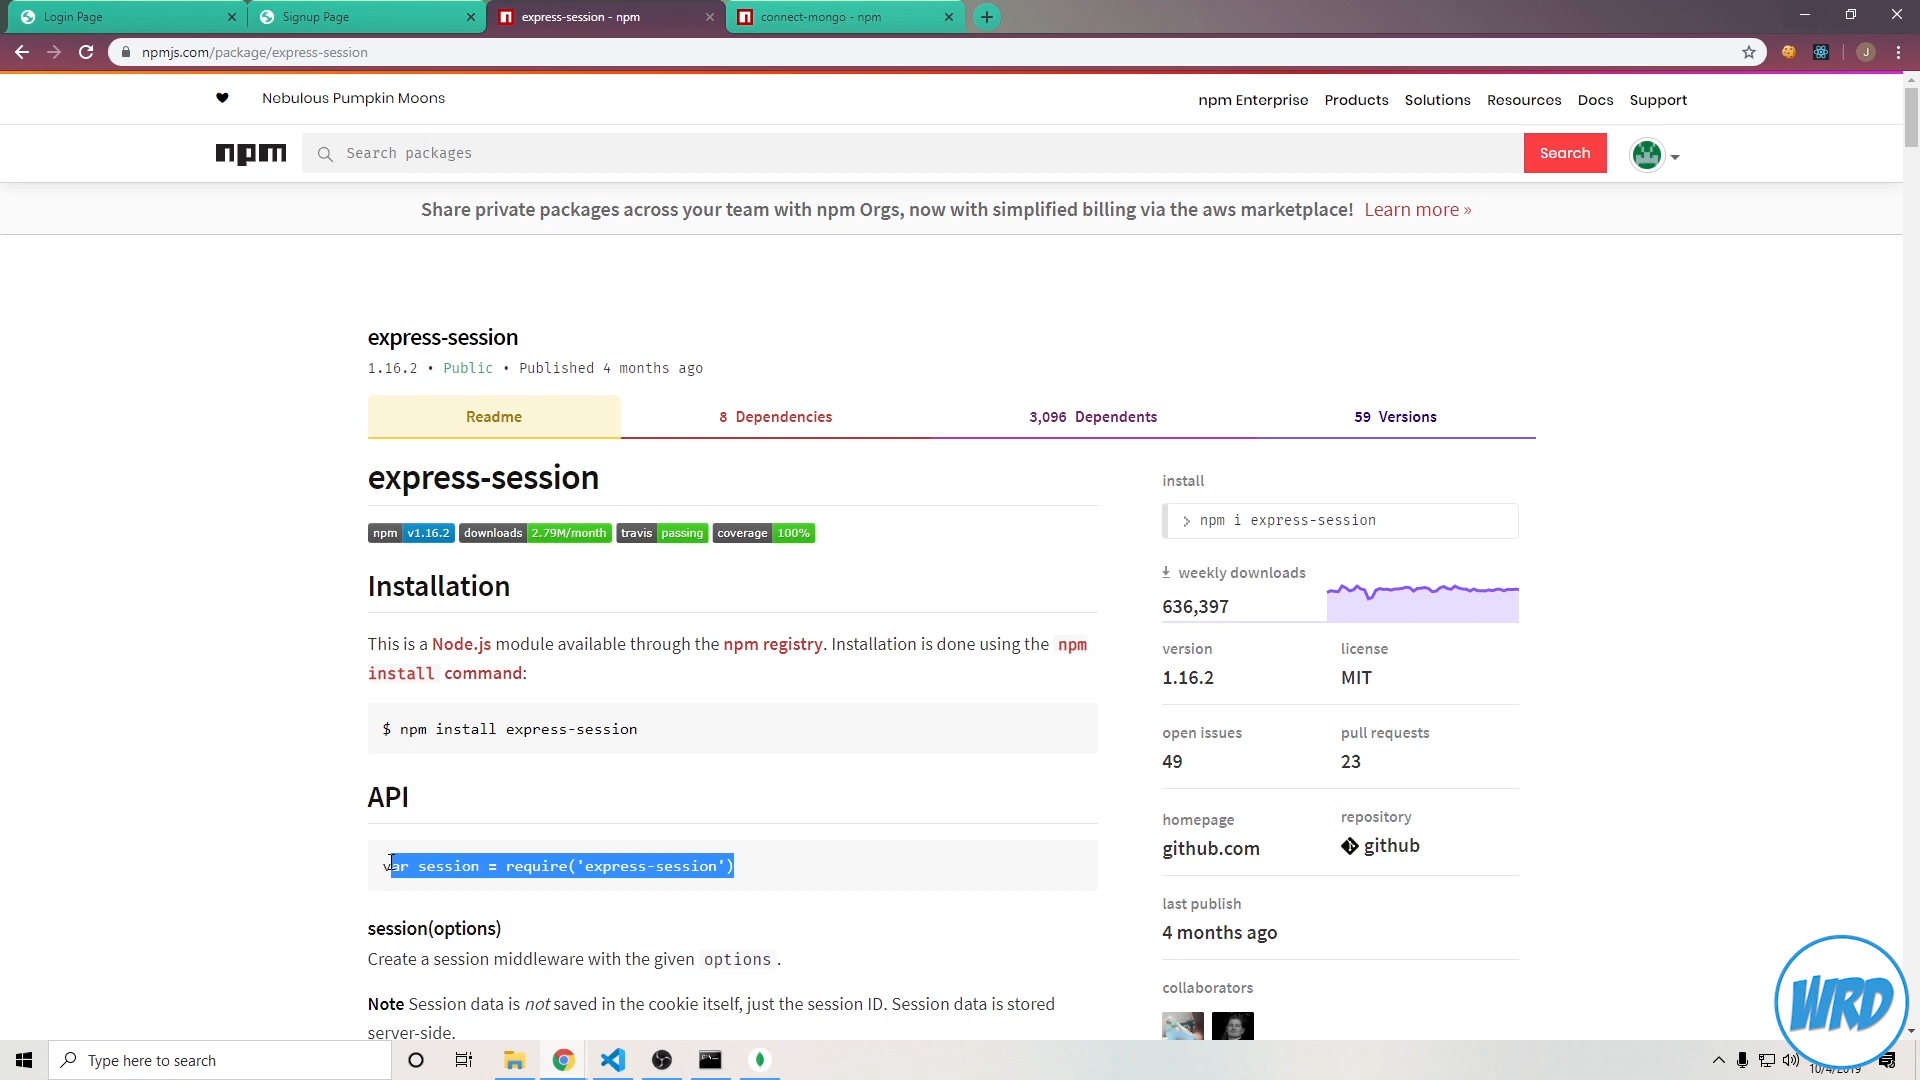 Login Page
Signup Page
express-session - npm
connect-mongo - npm
npmjs.com/package/express-session
J
Nebulous Pumpkin Moons
npm Enterprise Products Solutions Resources Docs Support
npm
Search packages
Search
Share private packages across your team with npm Orgs, now with simplified billing via the aws marketplace! Learn more »
express-session
1.16.2 • Public • Published 4 months ago
Readme
8 Dependencies
3,096 Dependents
59 Versions
express-session
npm v1.16.2 downloads 2.79M/month travis passing coverage 100%
Installation
This is a Node.js module available through the npm registry. Installation is done using the npm
install command:
$ npm install express-session
API
var session = require('express-session')
session(options)
Create a session middleware with the given options.
Note Session data is not saved in the cookie itself, just the session ID. Session data is stored
server-side.
install
> npm i express-session
weekly downloads
636,397
version
1.16.2
license
MIT
open issues
49
pull requests
23
homepage
github.com
repository
github
last publish
4 months ago
collaborators
WRD
Type here to search
10/4/2019